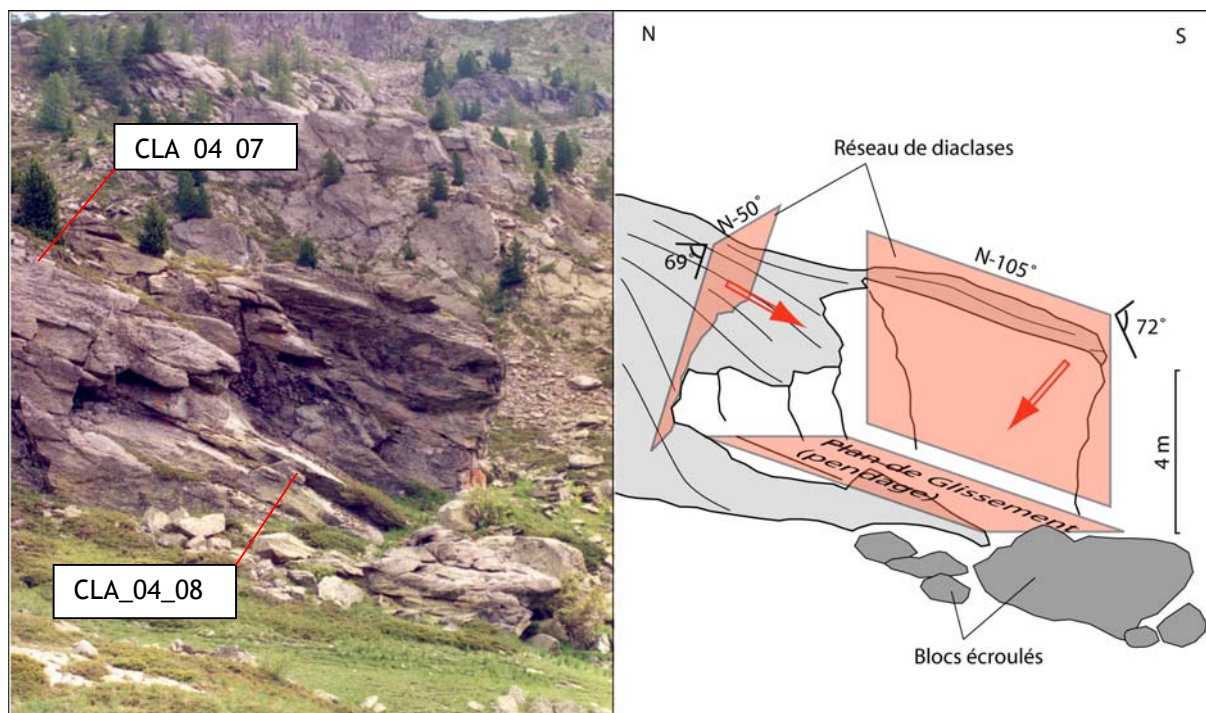 CLA 04 07
CLA_04_08
N
S
Réseau de diaclases
N-50°
69°
N-105°
72°
4 m
Plan de Glissement
(pendage)
Blocs écroulés